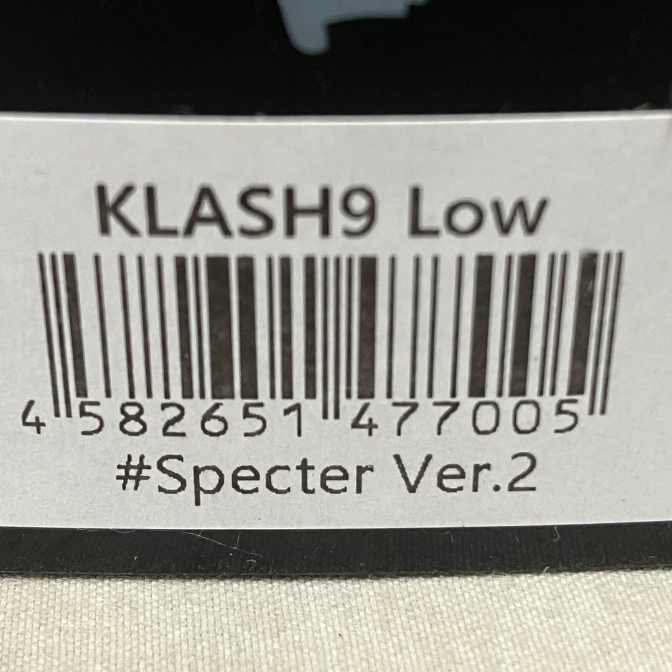 KLASH9 Low
4 582651 477005
#Specter Ver.2